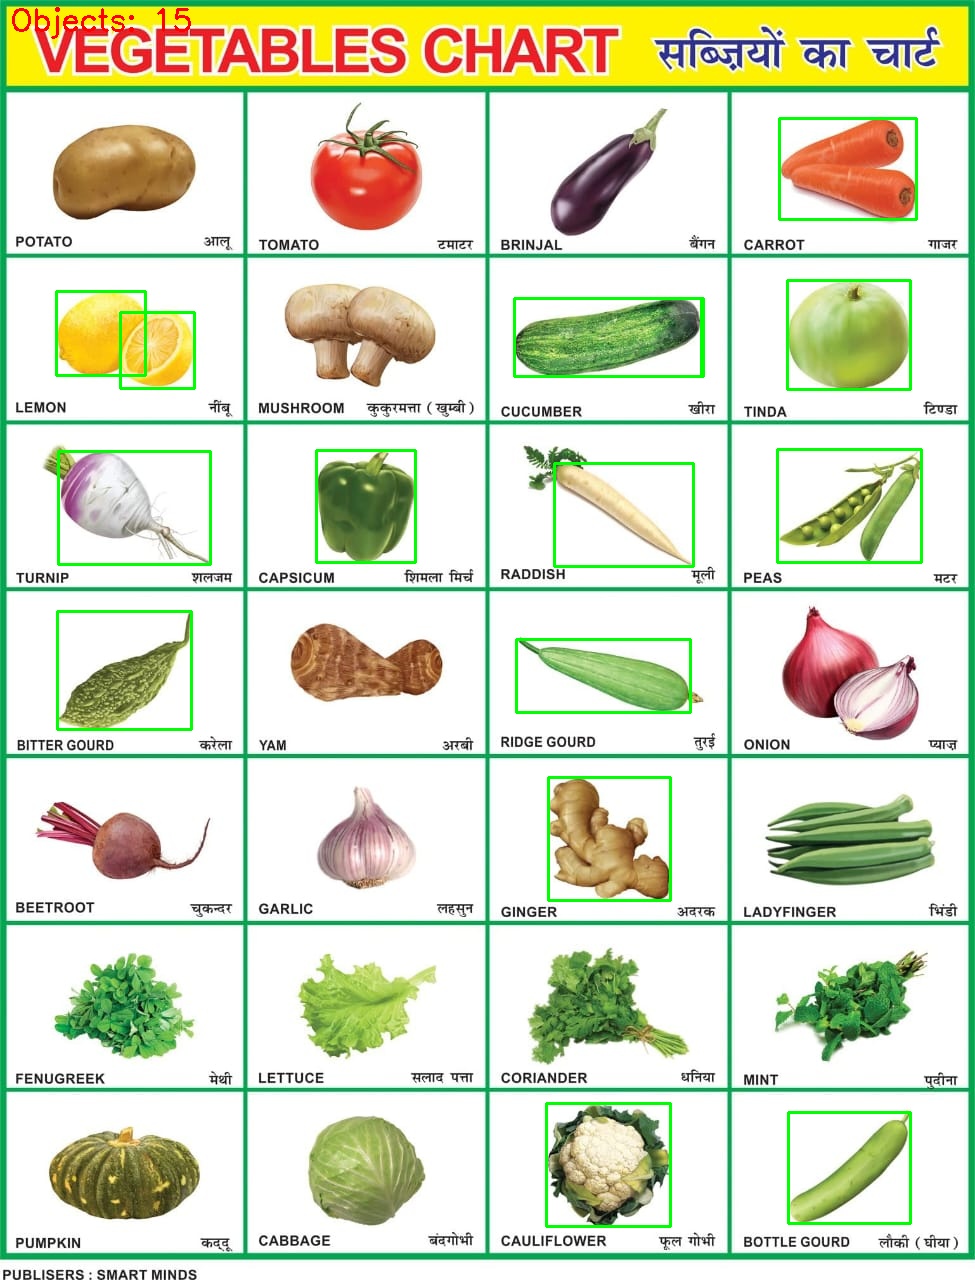 Objects: 15
VEGETABLES CHART सब्ज़ियों का चार्ट
POTATO आलू
TOMATO टमाटर
BRINJAL बैंगन
CARROT गाजर
LEMON नींबू
MUSHROOM कुकुरमत्ता ( खुम्बी )
CUCUMBER खीरा
TINDA टिण्डा
TURNIP शलजम
CAPSICUM शिमला मिर्च
RADDISH मूली
PEAS मटर
BITTER GOURD करेला
YAM अरबी
RIDGE GOURD तुरई
ONION प्याज़
BEETROOT चुकन्दर
GARLIC लहसुन
GINGER अदरक
LADYFINGER भिंडी
FENUGREEK मेथी
LETTUCE सलाद पत्ता
CORIANDER धनिया
MINT पुदीना
PUMPKIN कद्दू
CABBAGE बंदगोभी
CAULIFLOWER फूल गोभी
BOTTLE GOURD लौकी ( घीया )
PUBLISERS : SMART MINDS